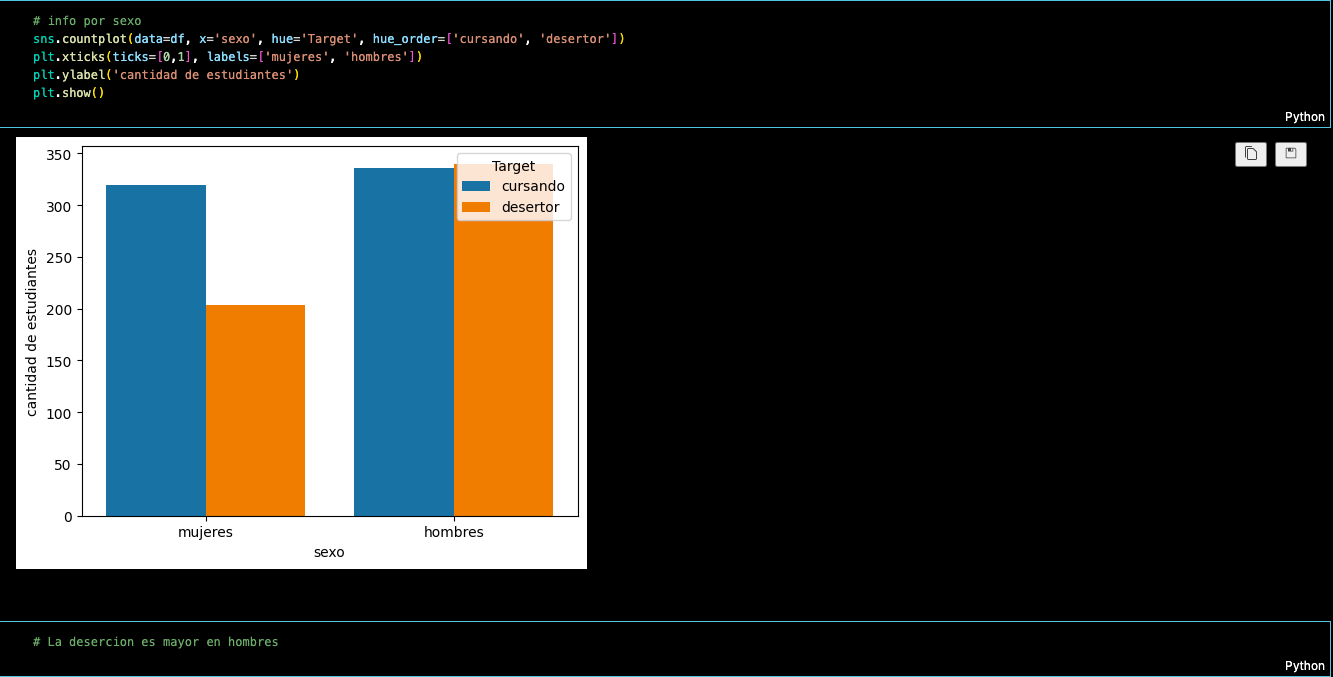 # info por sexo
sns.countplot(data=df, x='sexo', hue='Target', hue_order=['cursando', 'desertor'])
plt.xticks(ticks=[0,1], labels=['mujeres', 'hombres'])
plt.ylabel('cantidad de estudiantes')
plt.show()
Python
350
300
250
200
150
100
50
0
cantidad de estudiantes
Target
cursando
desertor
mujeres
hombres
sexo
# La desercion es mayor en hombres
Python